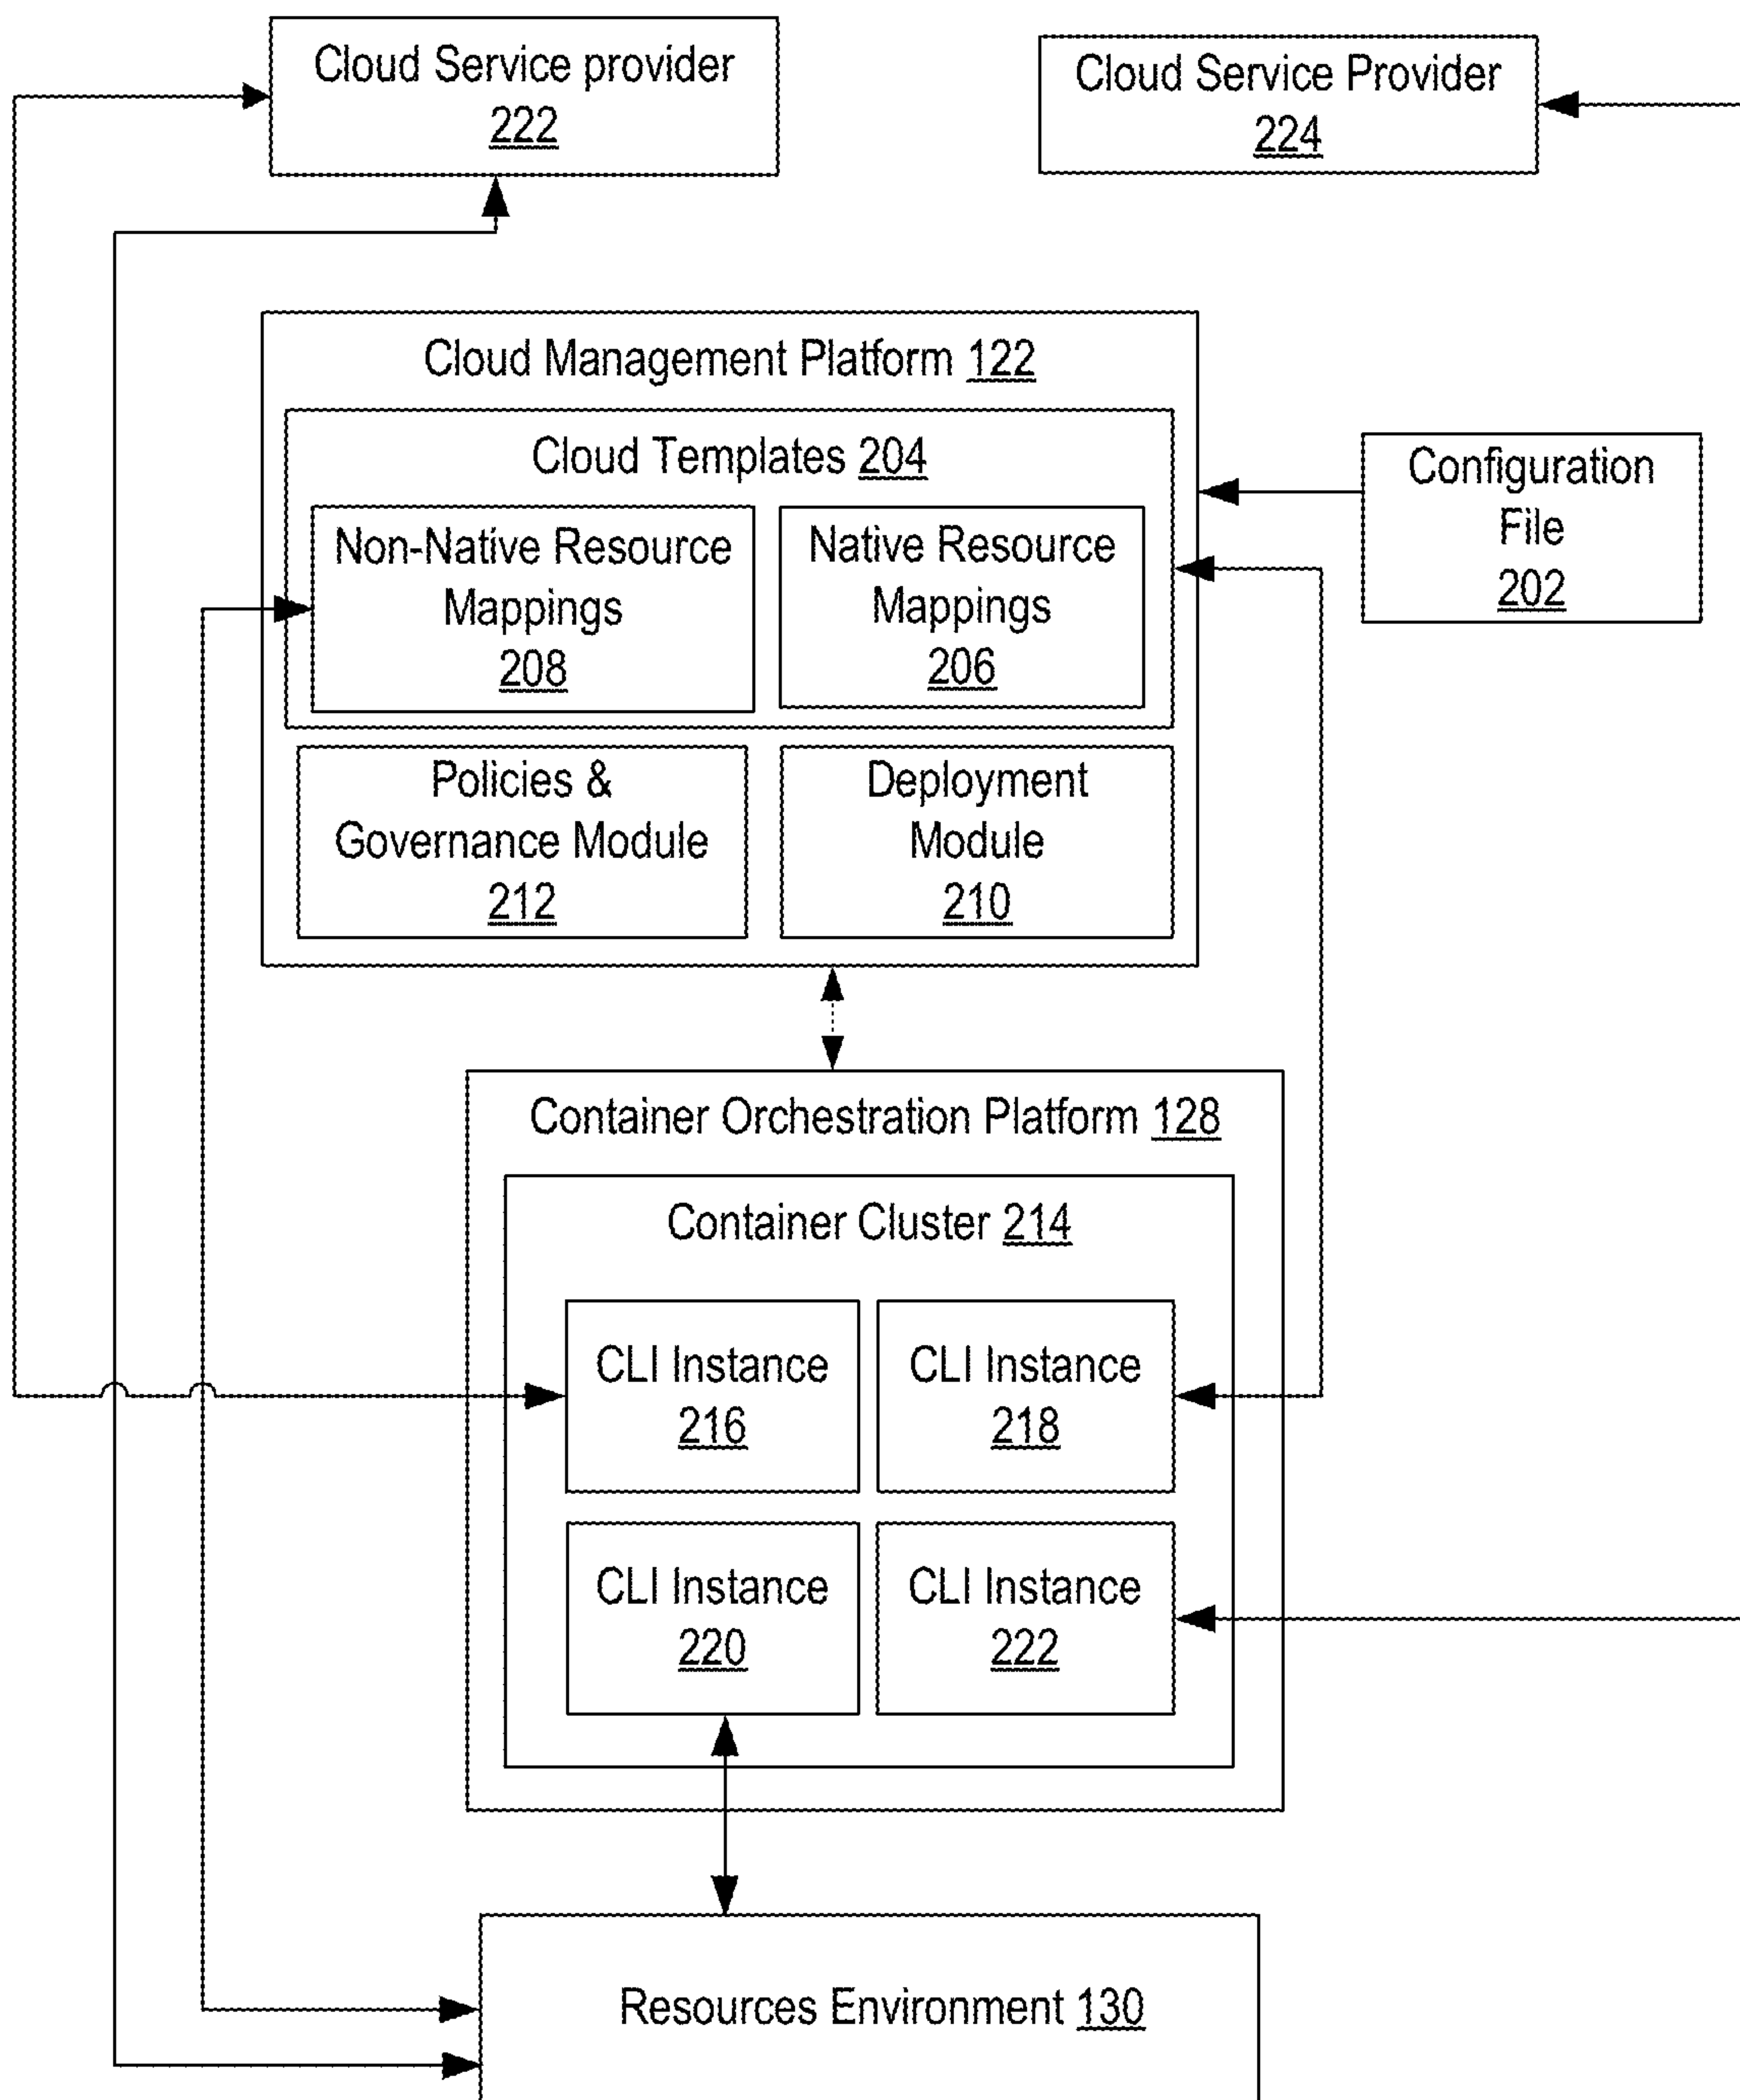 Cloud Service provider
222
Cloud Service Provider
224
Cloud Management Platform 122
Cloud Templates 204
Non-Native Resource
Mappings
208
Native Resource
Mappings
206
Configuration
File
202
Policies &
Governance Module
212
Deployment
Module
210
Container Orchestration Platform 128
Container Cluster 214
CLI Instance
216
CLI Instance
218
CLI Instance
220
CLI Instance
222
Resources Environment 130